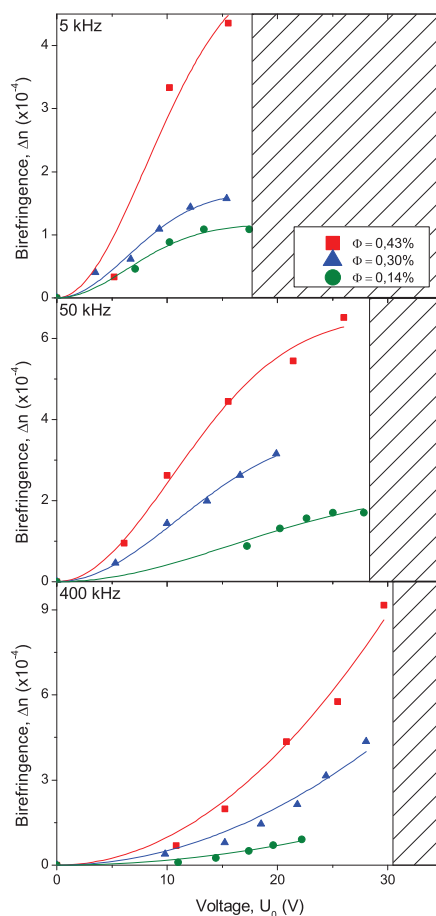 5 kHz
Birefringence, Δn (x10⁻⁴)
4
2
0
Φ = 0,43%
Φ = 0,30%
Φ = 0,14%
50 kHz
Birefringence, Δn (x10⁻⁴)
6
4
2
0
400 kHz
Birefringence, Δn (x10⁻⁴)
9
6
3
0
0 10 20 30
Voltage, U₀ (V)